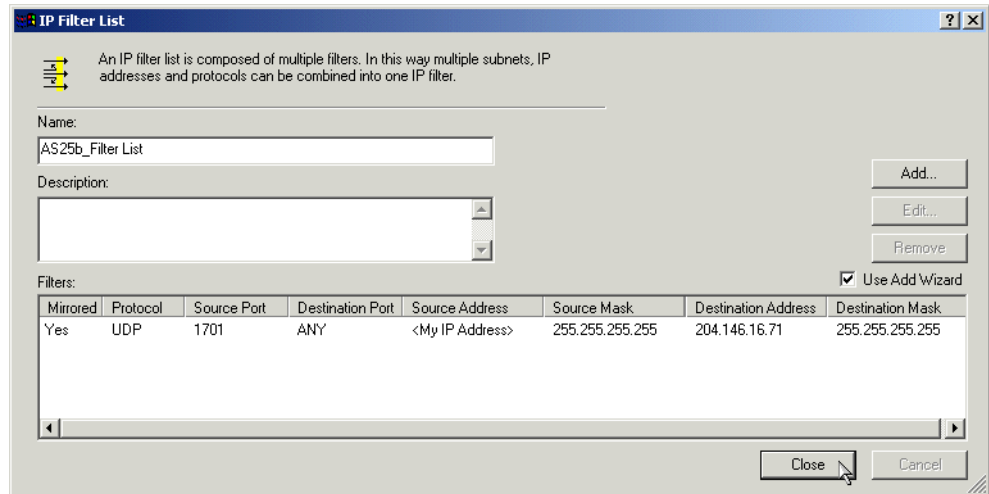 IP Filter List
An IP filter list is composed of multiple filters. In this way multiple subnets, IP
addresses and protocols can be combined into one IP filter.
Name:
AS25b_Filter List
Description:
Add...
Edit...
Remove
Use Add Wizard
Filters:
Mirrored Protocol Source Port Destination Port Source Address Source Mask Destination Address Destination Mask
Yes UDP 1701 ANY <My IP Address> 255.255.255.255 204.146.16.71 255.255.255.255
Close Cancel